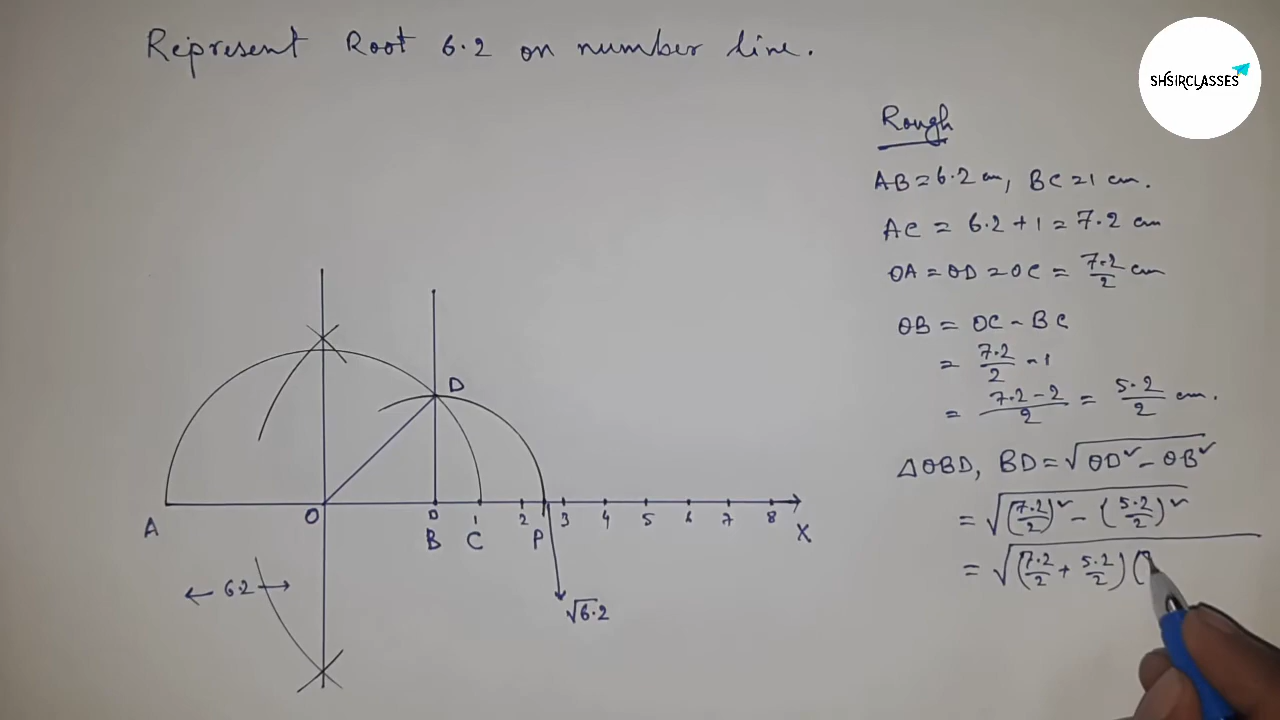 Represent Root 6.2 on number line.
SHSIRCLASSES
Rough
AB = 6.2 cm, BC = 1 cm.
AC = 6.2 + 1 = 7.2 cm
OA = OD = OC = 7.2/2 cm
OB = OC - BC
= 7.2/2 - 1
= (7.2 - 2)/2 = 5.2/2 cm.
△OBD, BD = √(OD² - OB²)
= √((7.2/2)² - (5.2/2)²)
= √((7.2/2 + 5.2/2)(
D
A O B C P X
0 1 2 3 4 5 6 7 8
← 6.2 →
√6.2